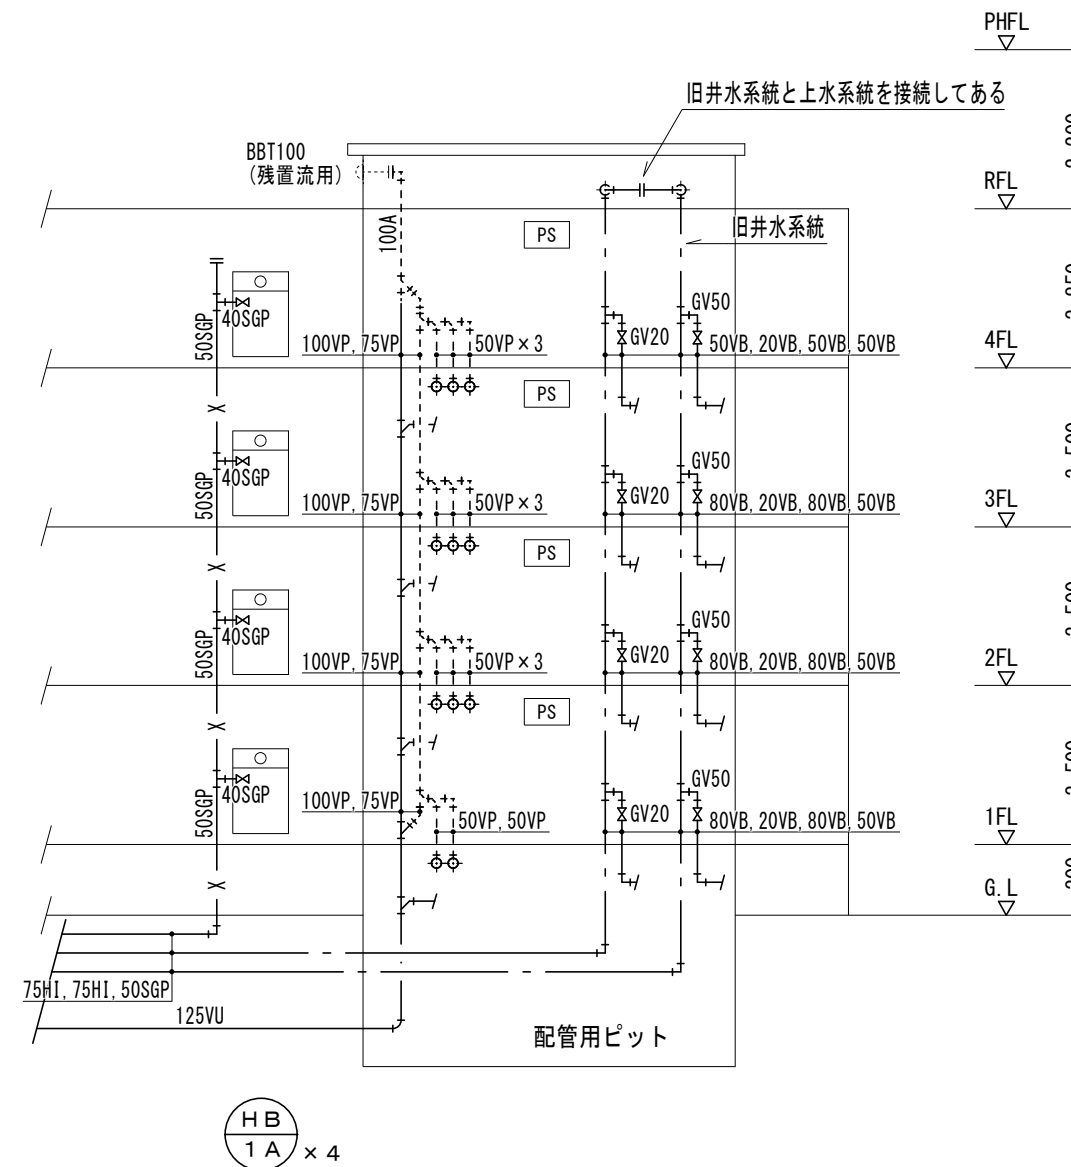 PHFL
旧井水系統と上水系統を接続してある
BBT100
(残置流用)
RFL
100A
PS
旧井水系統
50SGP
40SGP
100VP, 75VP
50VP×3
GV20
GV50
50VB, 20VB, 50VB, 50VB
4FL
PS
50SGP
40SGP
100VP, 75VP
50VP×3
GV20
GV50
80VB, 20VB, 80VB, 50VB
3FL
PS
50SGP
40SGP
100VP, 75VP
50VP×3
GV20
GV50
80VB, 20VB, 80VB, 50VB
2FL
PS
50SGP
40SGP
100VP, 75VP
50VP, 50VP
GV20
GV50
80VB, 20VB, 80VB, 50VB
1FL
G.L
75HI, 75HI, 50SGP
125VU
配管用ピット
HB
1A
×4